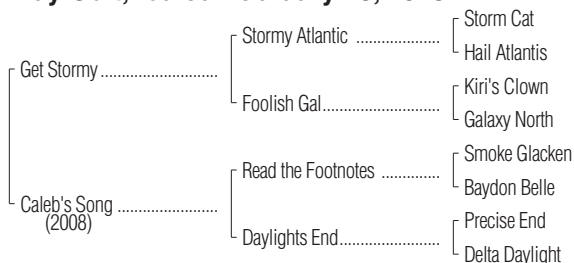 Storm Cat
Stormy Atlantic ....................
Hail Atlantis
Get Stormy ............................
Kiri's Clown
Foolish Gal............................
Galaxy North
Smoke Glacken
Read the Footnotes ..............
Baydon Belle
Caleb's Song ........................
(2008)
Precise End
Daylights End........................
Delta Daylight